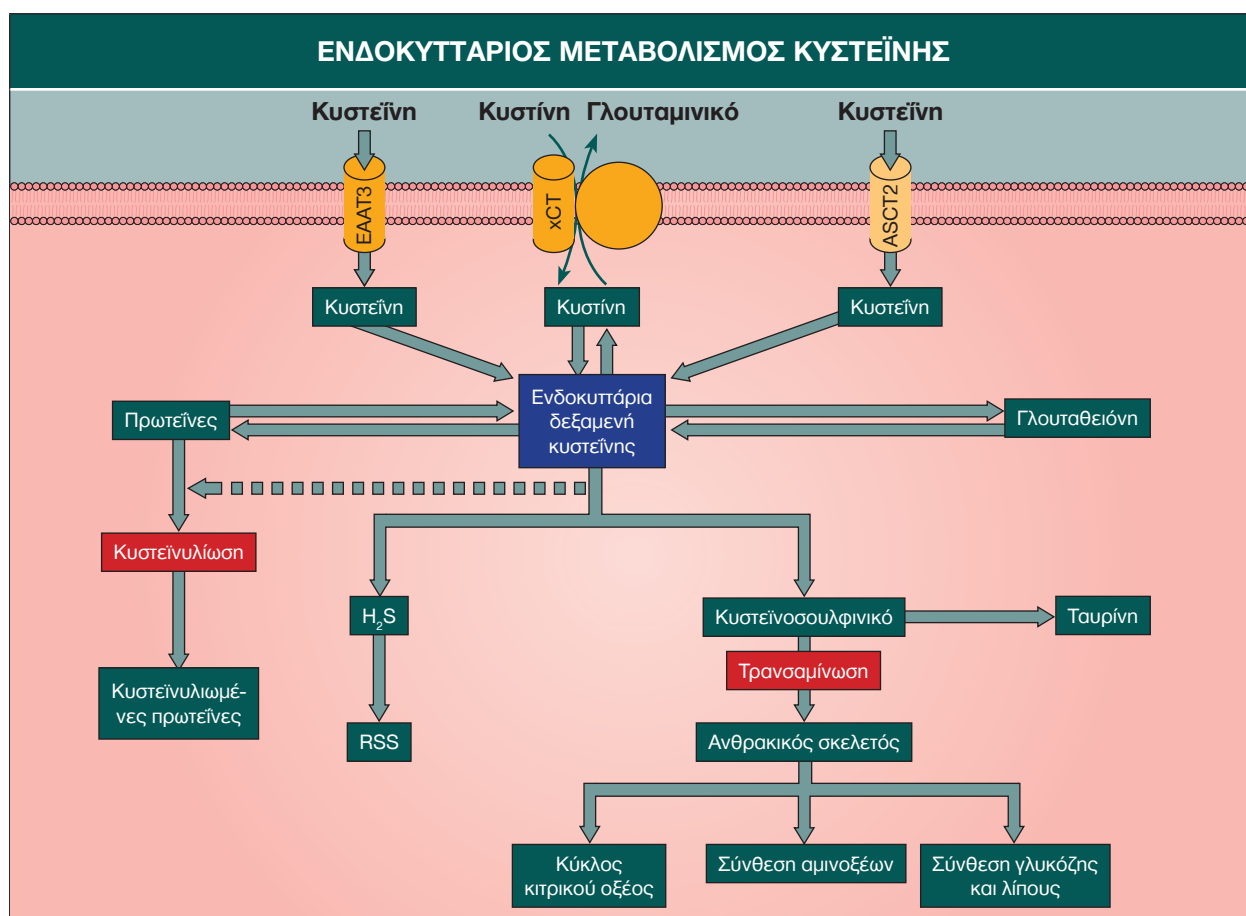 ΕΝΔΟΚΥΤΤΑΡΙΟΣ ΜΕΤΑΒΟΛΙΣΜΟΣ ΚΥΣΤΕΪΝΗΣ
Κυστεΐνη
Κυστίνη
Γλουταμινικό
Κυστεΐνη
EAAT3
xCT
ASCT2
Κυστεΐνη
Κυστίνη
Κυστεΐνη
Πρωτεΐνες
Ενδοκυττάρια
δεξαμενή
κυστεΐνης
Γλουταθειόνη
Κυστεϊνυλίωση
H₂S
Κυστεϊνοσουλφινικό
Ταυρίνη
Τρανσαμίνωση
Κυστεϊνυλιωμέ-
νες πρωτεΐνες
RSS
Ανθρακικός σκελετός
Κύκλος
κιτρικού οξέος
Σύνθεση αμινοξέων
Σύνθεση γλυκόζης
και λίπους